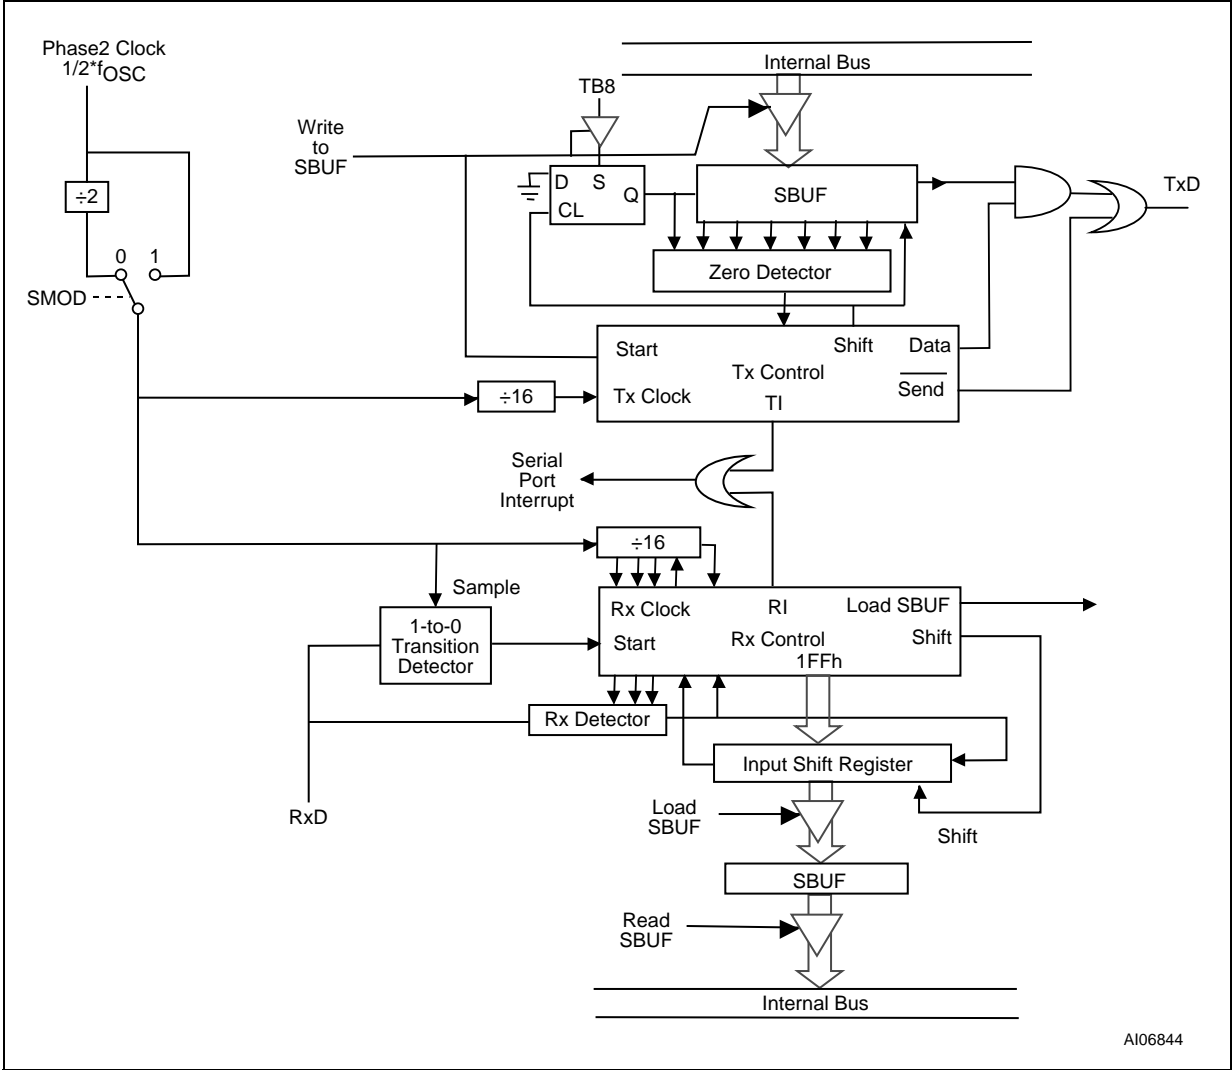 Phase2 Clock
1/2*fOSC
Internal Bus
TB8
Write
to
SBUF
÷2
D S
Q
CL
SBUF
TxD
0 1
SMOD
Zero Detector
Start
Shift
Data
Tx Control
Send
Tx Clock
TI
÷16
Serial
Port
Interrupt
÷16
Sample
Rx Clock
RI
Load SBUF
1-to-0
Transition
Detector
Start
Rx Control
Shift
1FFh
Rx Detector
Input Shift Register
RxD
Load
SBUF
Shift
SBUF
Read
SBUF
Internal Bus
AI06844